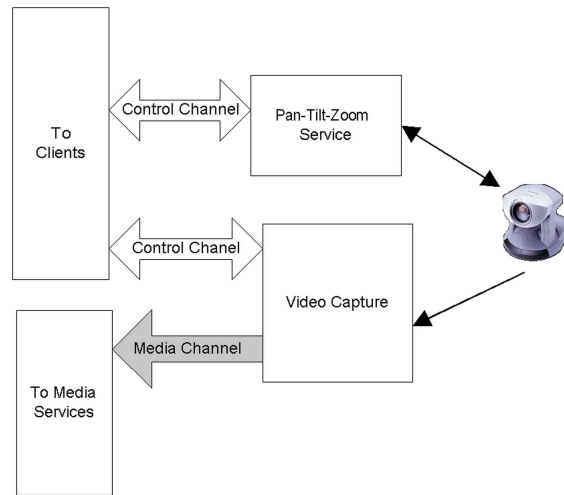 Control Channel
Pan-Tilt-Zoom
Service
To
Clients
Control Chanel
Video Capture
Media Channel
To Media
Services